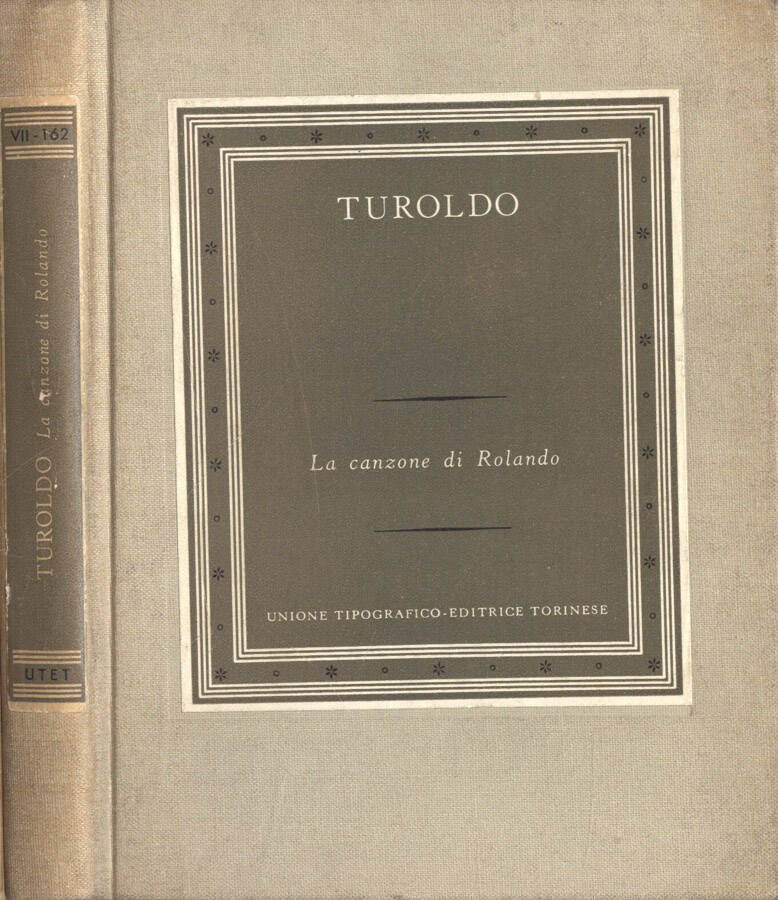 VII-162
TUROLDO La canzone di Rolando
UTET
TUROLDO
La canzone di Rolando
UNIONE TIPOGRAFICO-EDITRICE TORINESE